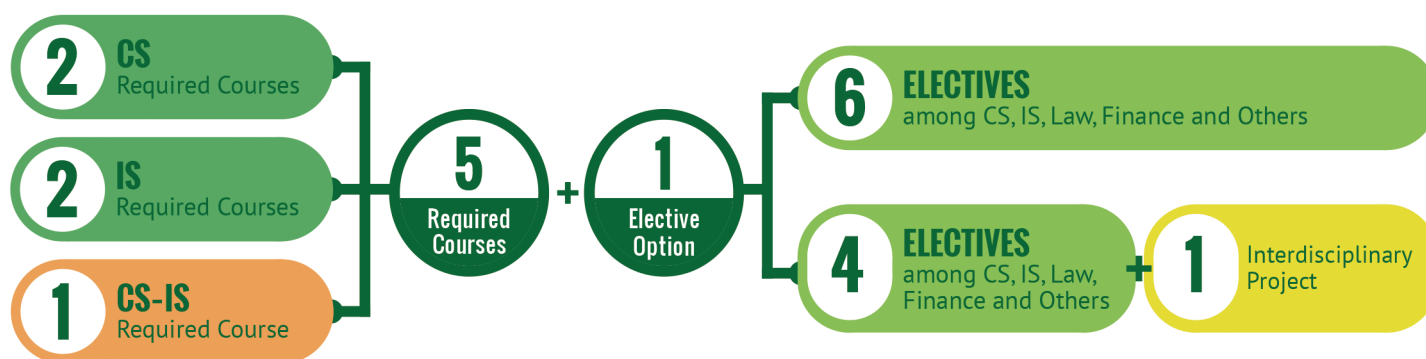 2
CS
Required Courses
2
IS
Required Courses
1
CS-IS
Required Course
5
Required
Courses
+
1
Elective
Option
6
ELECTIVES
among CS, IS, Law, Finance and Others
4
ELECTIVES
among CS, IS, Law,
Finance and Others
+
1
Interdisciplinary
Project